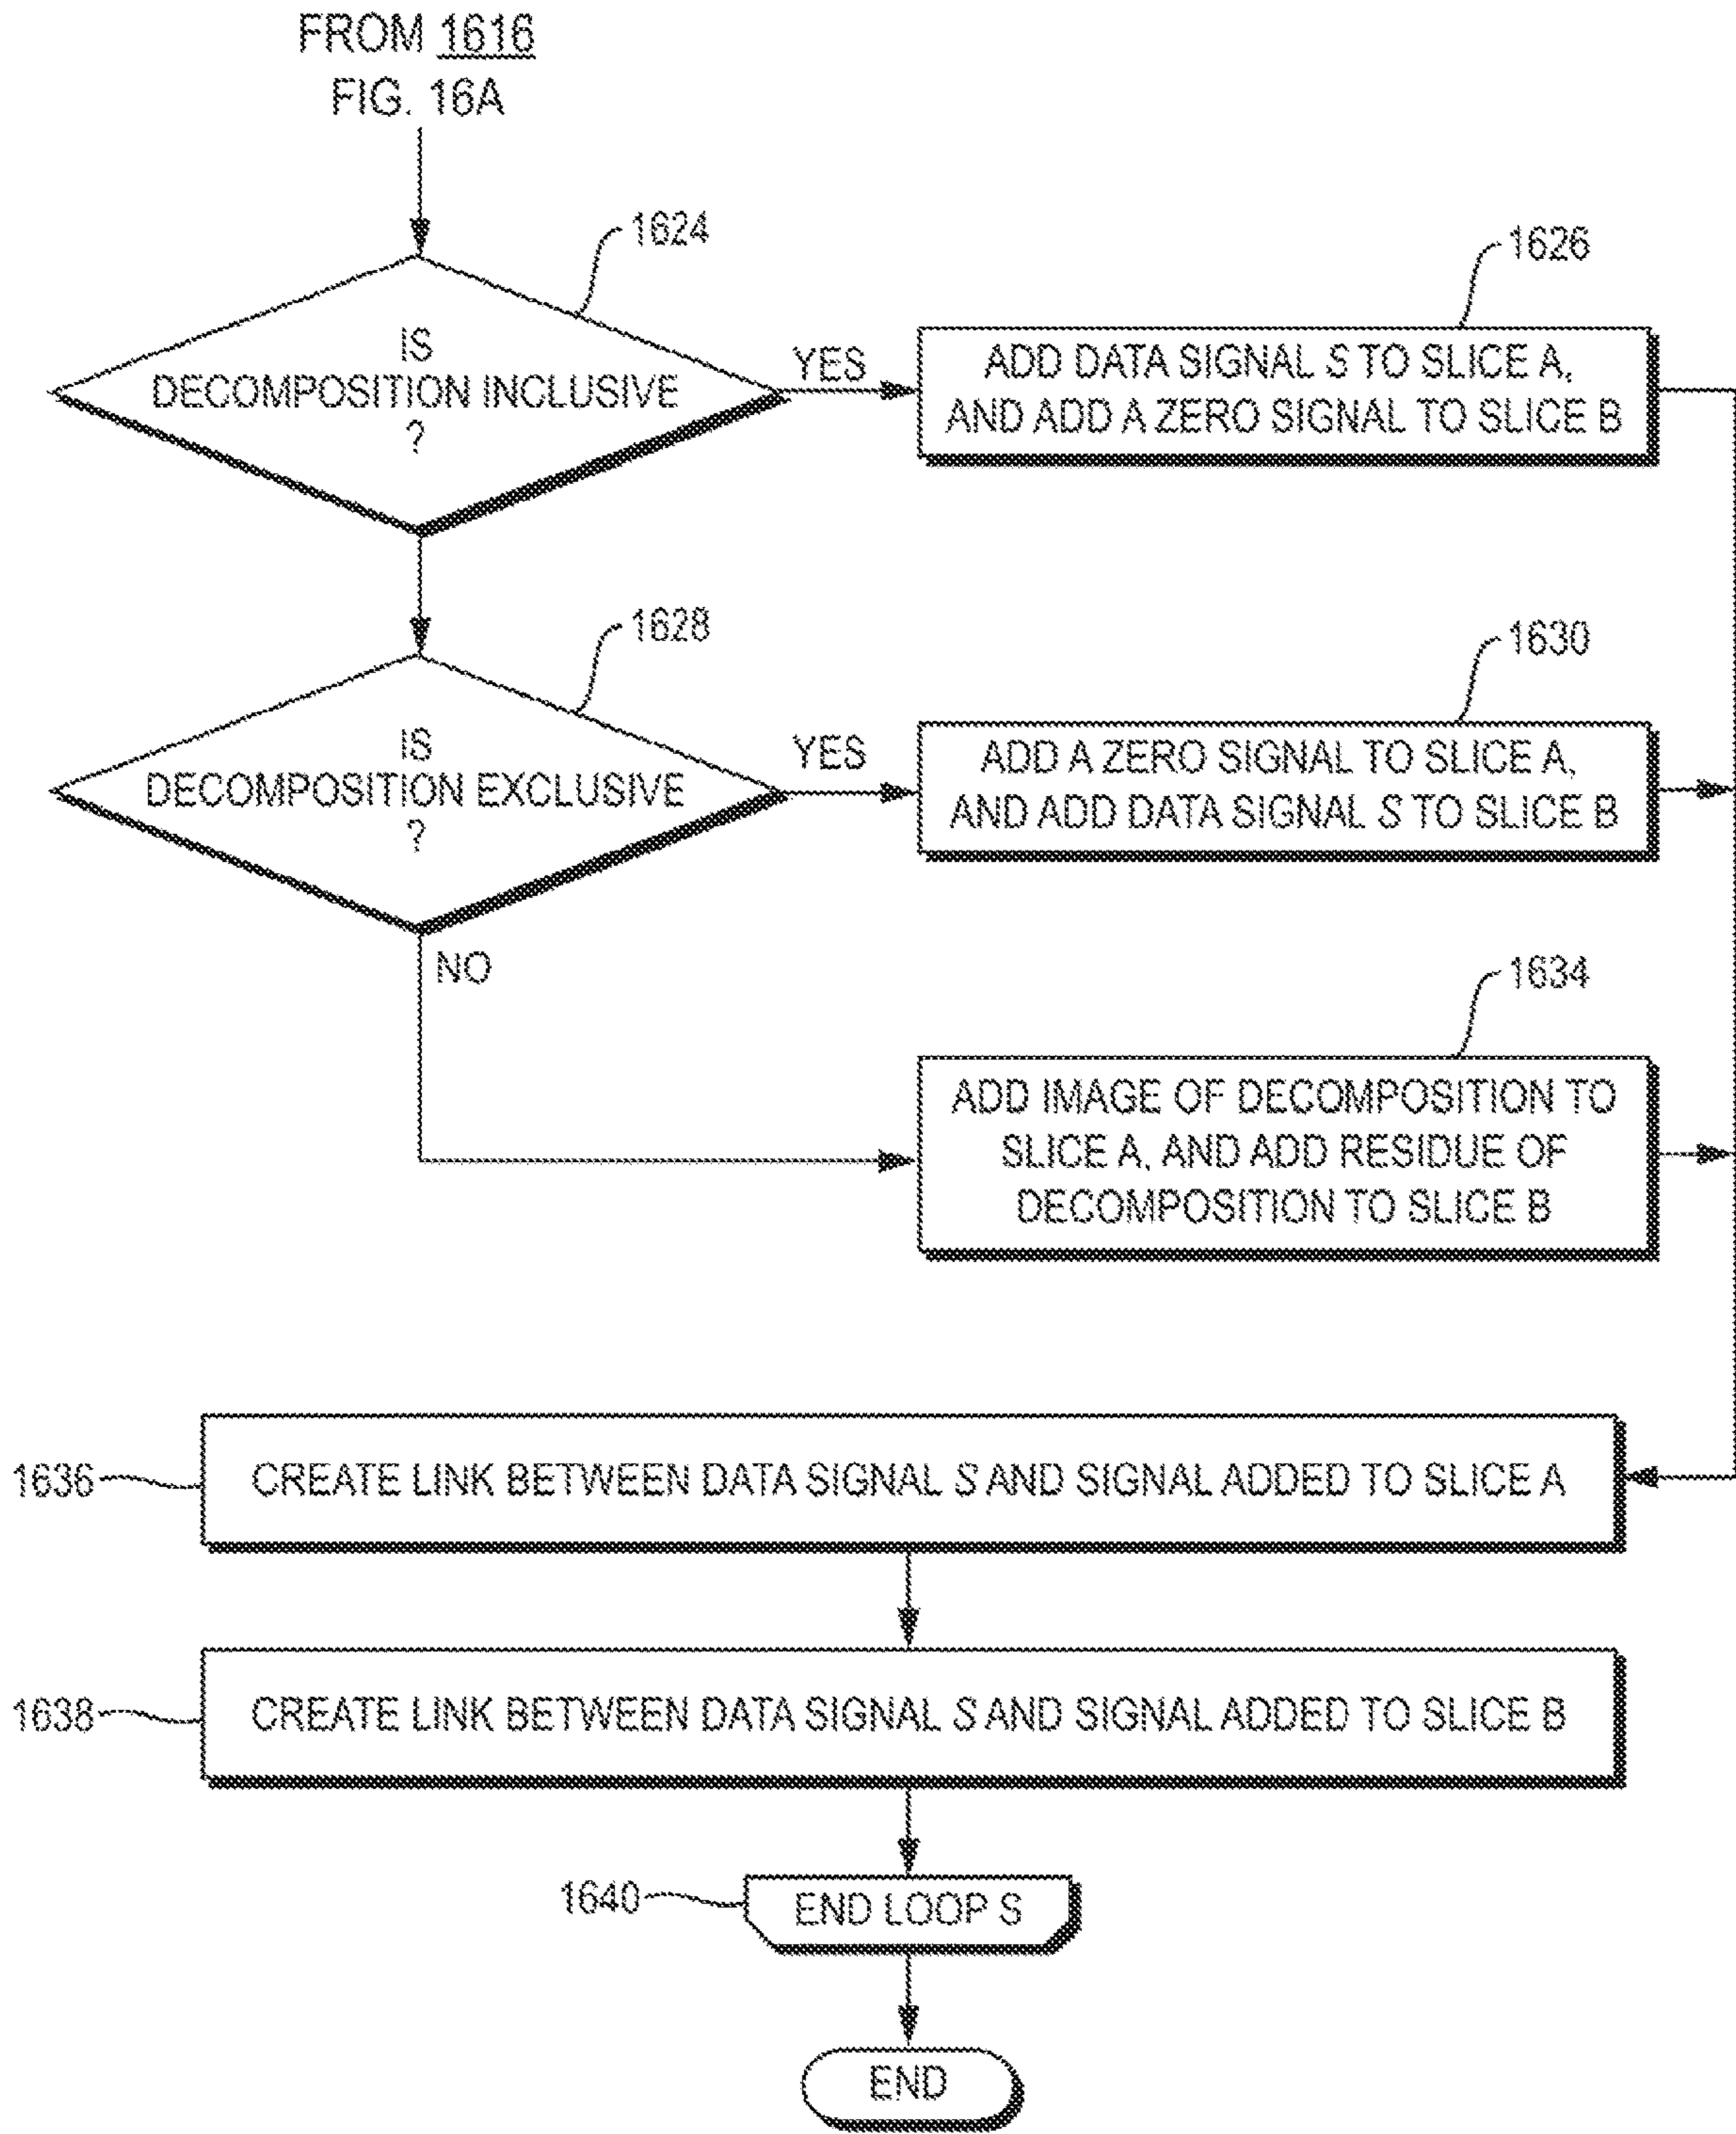 FROM 1616
FIG. 16A
1624
IS
DECOMPOSITION INCLUSIVE
?
YES
1626
ADD DATA SIGNAL S TO SLICE A,
AND ADD A ZERO SIGNAL TO SLICE B
1628
IS
DECOMPOSITION EXCLUSIVE
?
YES
NO
1630
ADD A ZERO SIGNAL TO SLICE A,
AND ADD DATA SIGNAL S TO SLICE B
1634
ADD IMAGE OF DECOMPOSITION TO
SLICE A, AND ADD RESIDUE OF
DECOMPOSITION TO SLICE B
1636
CREATE LINK BETWEEN DATA SIGNAL S AND SIGNAL ADDED TO SLICE A
1638
CREATE LINK BETWEEN DATA SIGNAL S AND SIGNAL ADDED TO SLICE B
1640
END LOOP S
END